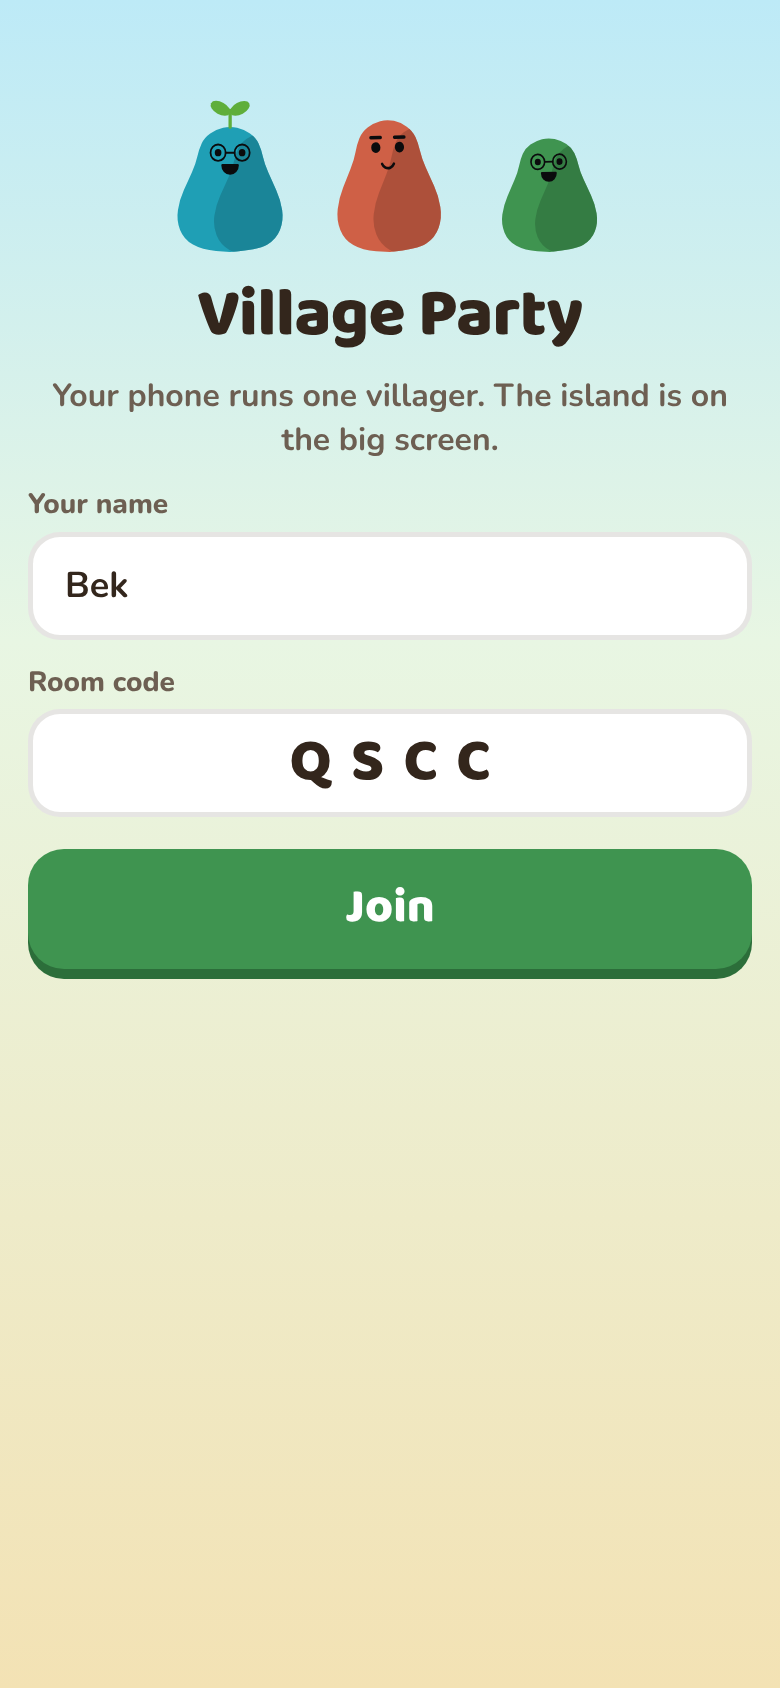 Village Party
Your phone runs one villager. The island is on
the big screen.
Your name
Bek
Room code
QSCC
Join